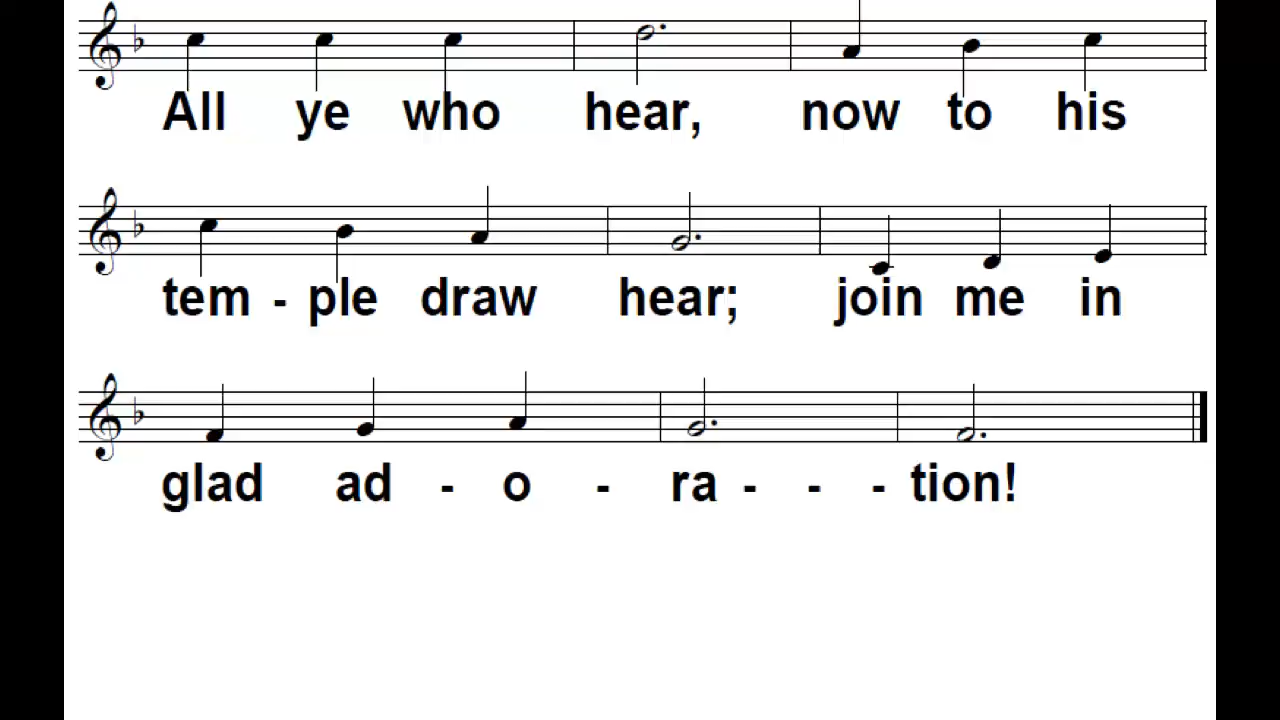 All ye who hear, now to his
tem - ple draw hear; join me in
glad ad - o - ra - - - tion!